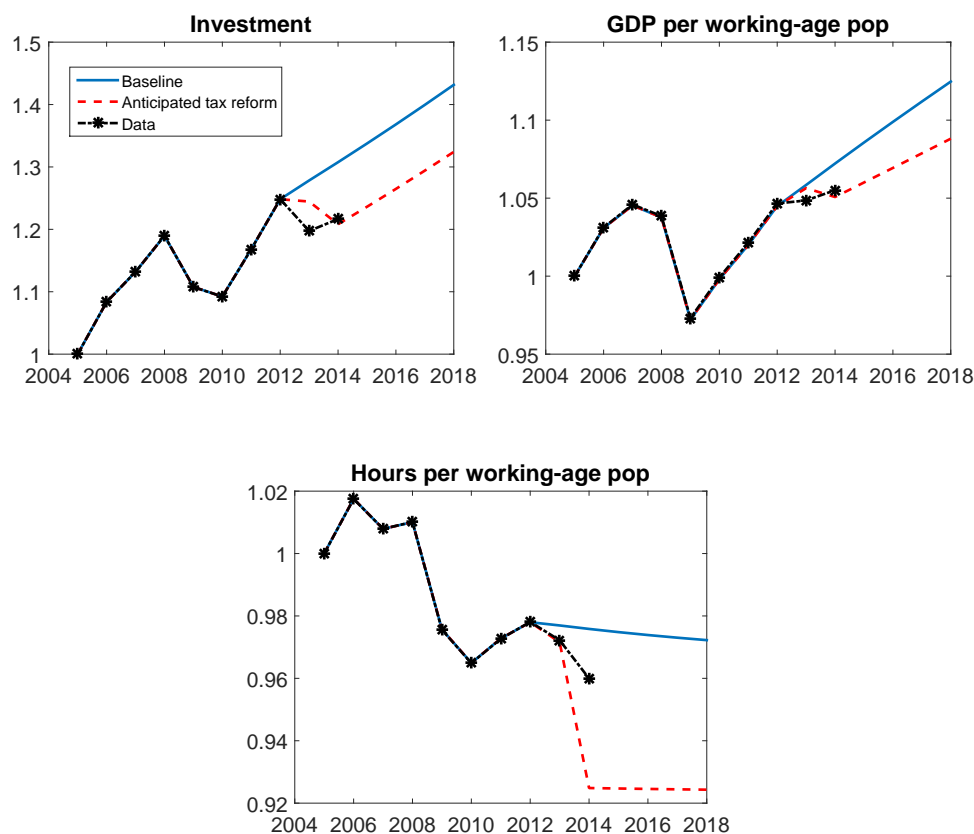 Investment
1.5
1.4
1.3
1.2
1.1
1
2004 2006 2008 2010 2012 2014 2016 2018
Baseline
Anticipated tax reform
Data
GDP per working-age pop
1.15
1.1
1.05
1
0.95
2004 2006 2008 2010 2012 2014 2016 2018
Hours per working-age pop
1.02
1
0.98
0.96
0.94
0.92
2004 2006 2008 2010 2012 2014 2016 2018